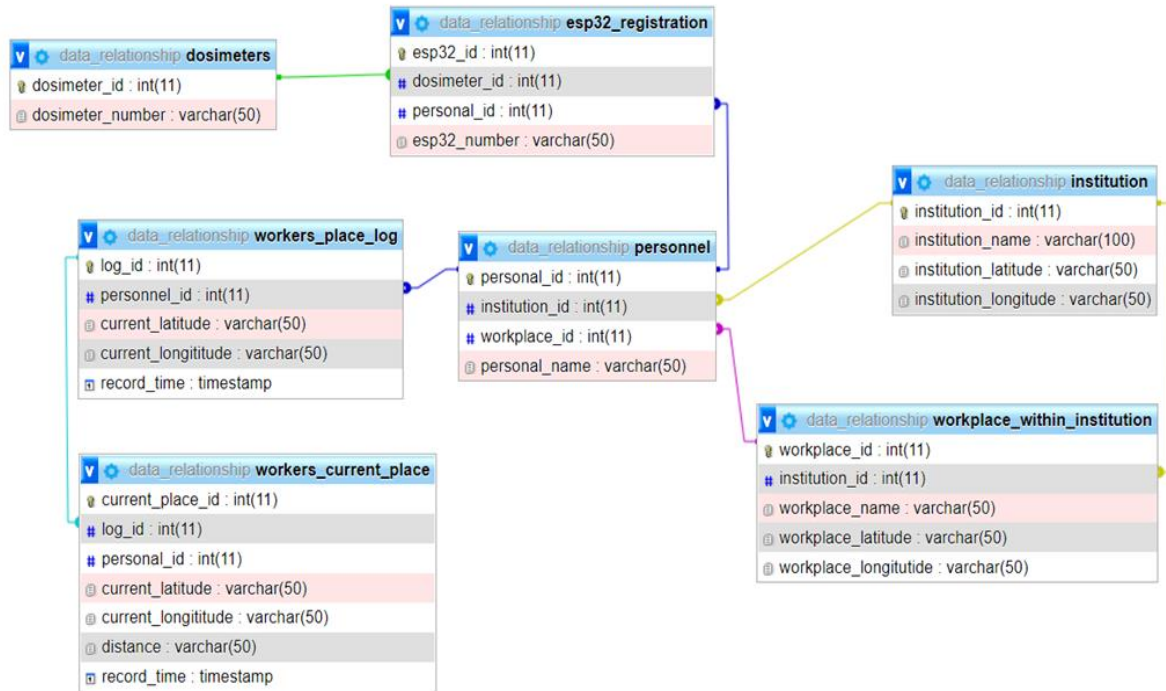 data_relationship dosimeters
dosimeter_id : int(11)
dosimeter_number : varchar(50)
data_relationship esp32_registration
esp32_id : int(11)
dosimeter_id : int(11)
personal_id : int(11)
esp32_number : varchar(50)
data_relationship institution
institution_id : int(11)
institution_name : varchar(100)
institution_latitude : varchar(50)
institution_longitude : varchar(50)
data_relationship workers_place_log
log_id : int(11)
personnel_id : int(11)
current_latitude : varchar(50)
current_longititude : varchar(50)
record_time : timestamp
data_relationship personnel
personal_id : int(11)
institution_id : int(11)
workplace_id : int(11)
personal_name : varchar(50)
data_relationship workplace_within_institution
workplace_id : int(11)
institution_id : int(11)
workplace_name : varchar(50)
workplace_latitude : varchar(50)
workplace_longitutide : varchar(50)
data_relationship workers_current_place
current_place_id : int(11)
log_id : int(11)
personal_id : int(11)
current_latitude : varchar(50)
current_longititude : varchar(50)
distance : varchar(50)
record_time : timestamp